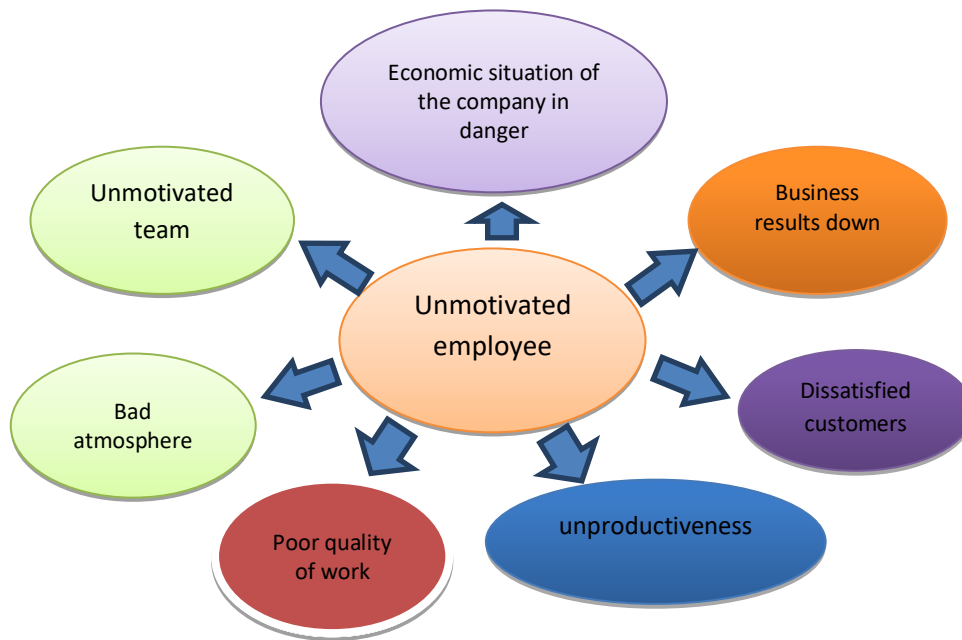 Economic situation of
the company in
danger
Unmotivated
team
Business
results down
Unmotivated
employee
Bad
atmosphere
Dissatisfied
customers
Poor quality
of work
unproductiveness